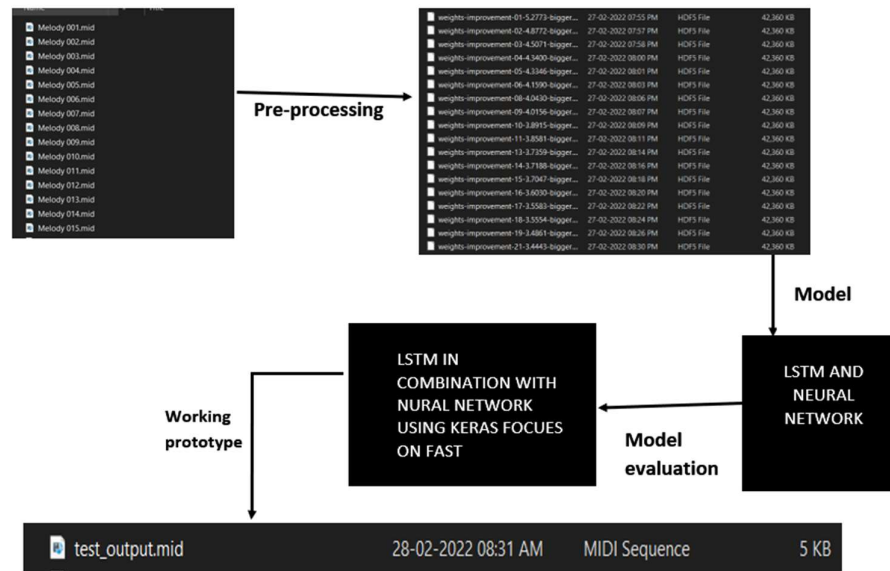 Melody 001.mid
Melody 002.mid
Melody 003.mid
Melody 004.mid
Melody 005.mid
Melody 006.mid
Melody 007.mid
Melody 008.mid
Melody 009.mid
Melody 010.mid
Melody 011.mid
Melody 012.mid
Melody 013.mid
Melody 014.mid
Melody 015.mid
Pre-processing
weights-improvement-01-5.2773-bigger... 27-02-2022 07:55 PM HDF5 File 42,360 KB
weights-improvement-02-4.8772-bigger... 27-02-2022 07:57 PM HDF5 File 42,360 KB
weights-improvement-03-4.5071-bigger... 27-02-2022 07:58 PM HDF5 File 42,360 KB
weights-improvement-04-4.3400-bigger... 27-02-2022 08:00 PM HDF5 File 42,360 KB
weights-improvement-05-4.3346-bigger... 27-02-2022 08:01 PM HDF5 File 42,360 KB
weights-improvement-06-4.1590-bigger... 27-02-2022 08:03 PM HDF5 File 42,360 KB
weights-improvement-08-4.0430-bigger... 27-02-2022 08:06 PM HDF5 File 42,360 KB
weights-improvement-09-4.0156-bigger... 27-02-2022 08:07 PM HDF5 File 42,360 KB
weights-improvement-10-3.8915-bigger... 27-02-2022 08:09 PM HDF5 File 42,360 KB
weights-improvement-11-3.8581-bigger... 27-02-2022 08:11 PM HDF5 File 42,360 KB
weights-improvement-13-3.7359-bigger... 27-02-2022 08:14 PM HDF5 File 42,360 KB
weights-improvement-14-3.7188-bigger... 27-02-2022 08:16 PM HDF5 File 42,360 KB
weights-improvement-15-3.7047-bigger... 27-02-2022 08:18 PM HDF5 File 42,360 KB
weights-improvement-16-3.6030-bigger... 27-02-2022 08:20 PM HDF5 File 42,360 KB
weights-improvement-17-3.5583-bigger... 27-02-2022 08:22 PM HDF5 File 42,360 KB
weights-improvement-18-3.5554-bigger... 27-02-2022 08:24 PM HDF5 File 42,360 KB
weights-improvement-19-3.4861-bigger... 27-02-2022 08:26 PM HDF5 File 42,360 KB
weights-improvement-21-3.4443-bigger... 27-02-2022 08:30 PM HDF5 File 42,360 KB
Model
LSTM AND
NEURAL
NETWORK
Model
evaluation
LSTM IN
COMBINATION WITH
NURAL NETWORK
USING KERAS FOCUES
ON FAST
Working
prototype
test_output.mid 28-02-2022 08:31 AM MIDI Sequence 5 KB